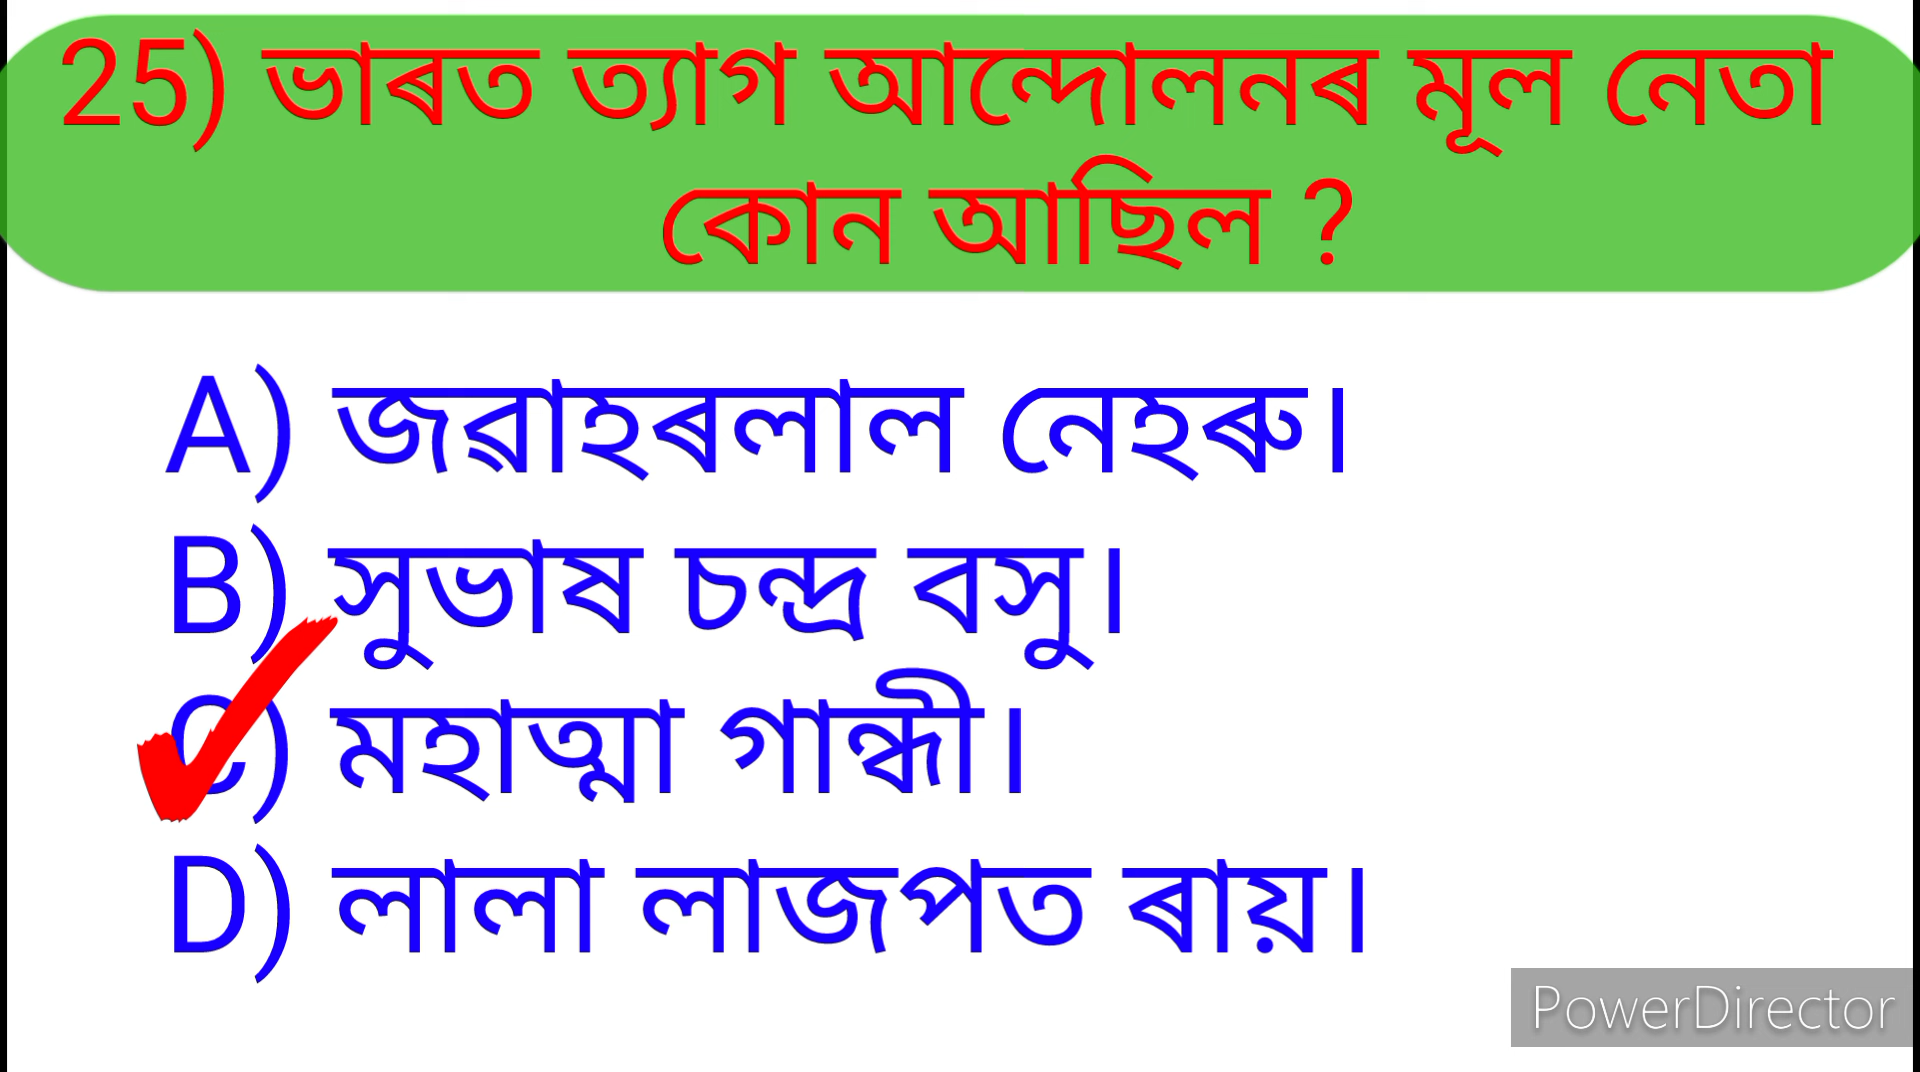 25) ভাৰত ত্যাগ আন্দোলনৰ মূল নেতা
কোন আছিল ?
A) জৱাহৰলাল নেহৰু।
B) সুভাষ চন্দ্ৰ বসু।
C) মহাত্মা গান্ধী।
D) লালা লাজপত ৰায়।
PowerDirector